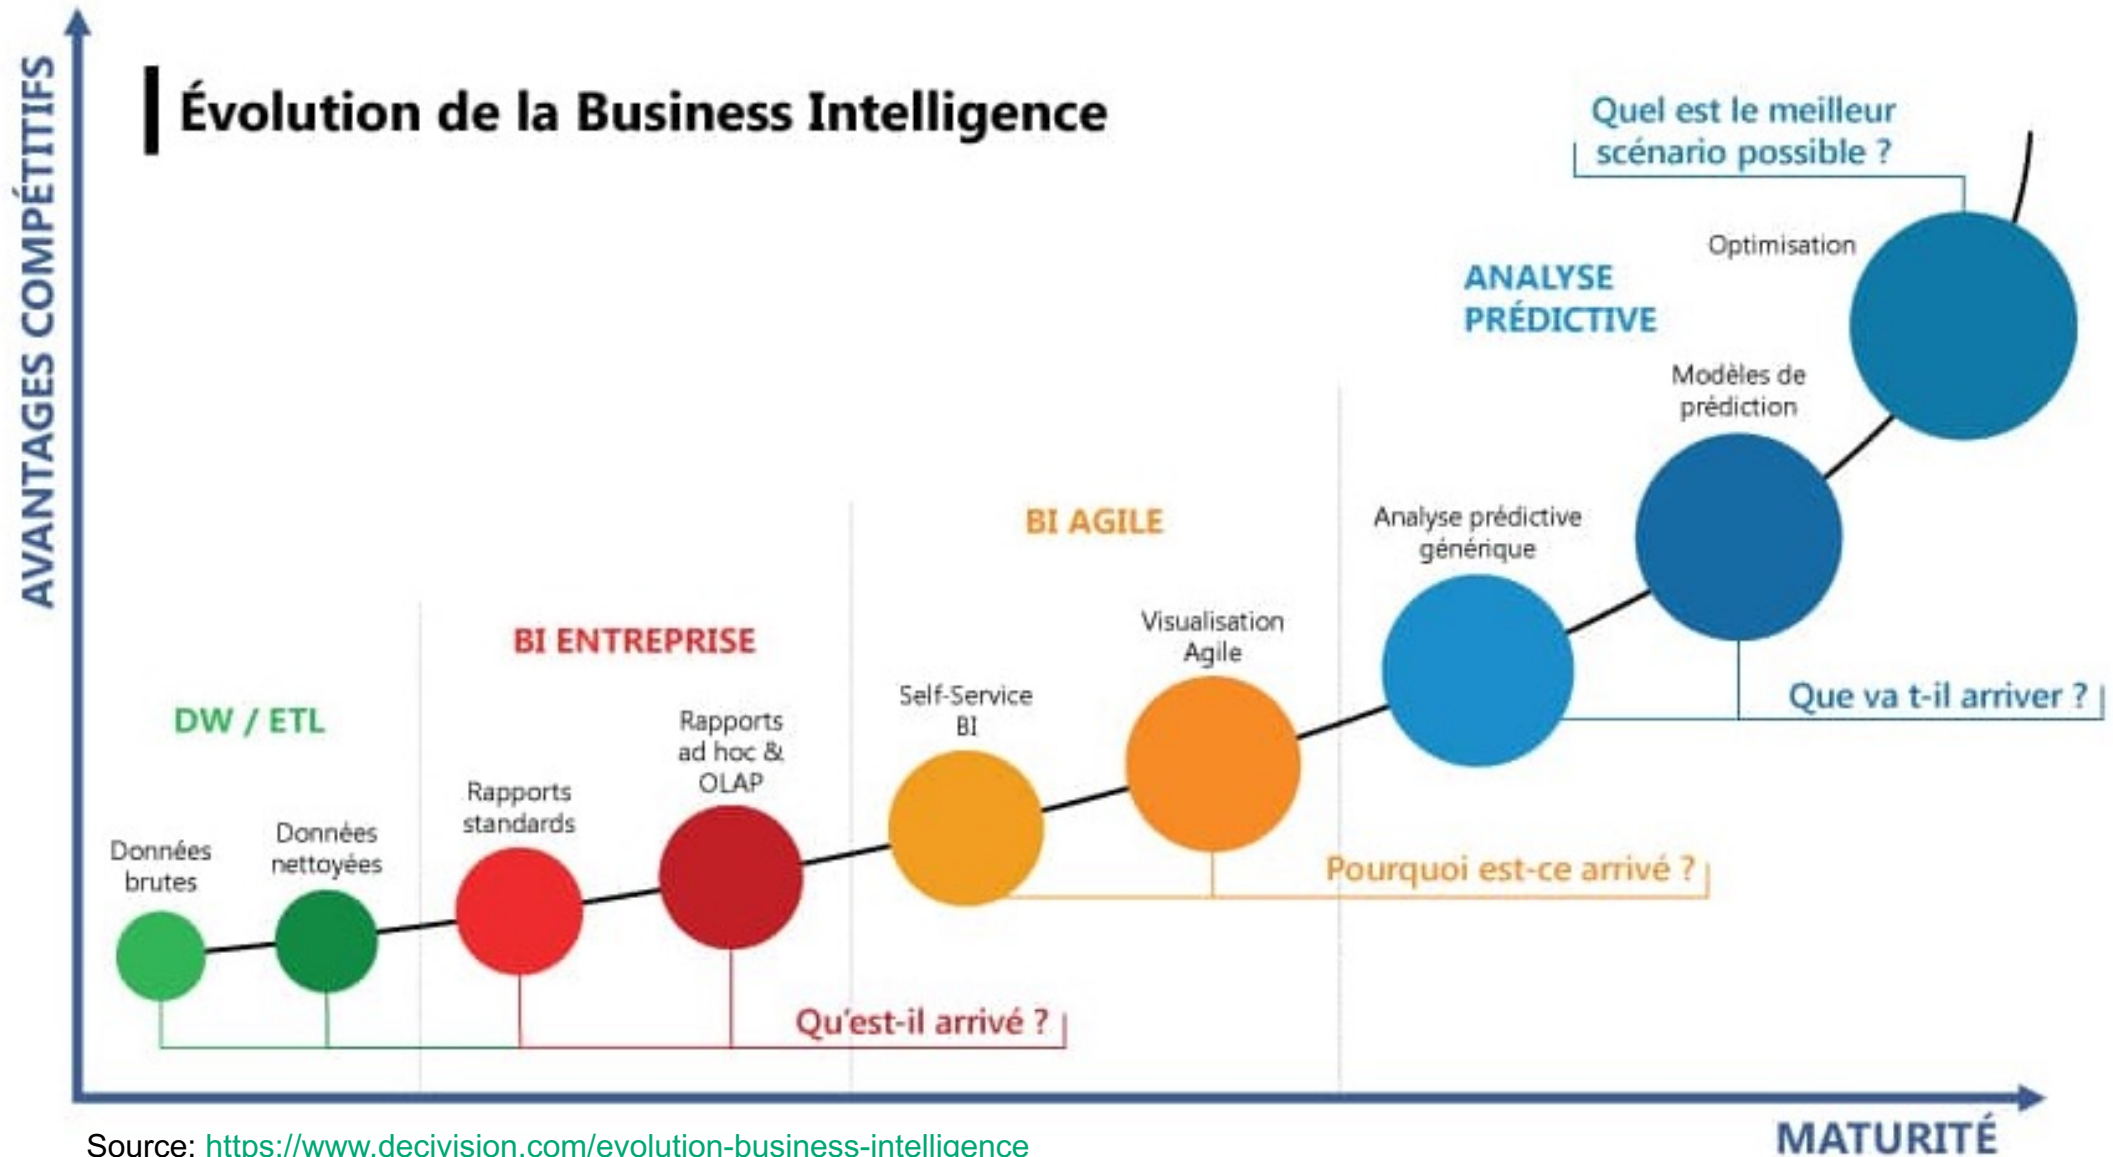 AVANTAGES COMPÉTITIFS
Évolution de la Business Intelligence
Quel est le meilleur
scénario possible ?
Optimisation
ANALYSE
PRÉDICTIVE
Modèles de
prédiction
Analyse prédictive
générique
Que va t-il arriver ?
BI AGILE
Visualisation
Agile
Self-Service
BI
Pourquoi est-ce arrivé ?
BI ENTREPRISE
Rapports
ad hoc &
OLAP
Rapports
standards
Qu'est-il arrivé ?
DW / ETL
Données
nettoyées
Données
brutes
MATURITÉ
Source: https://www.decivision.com/evolution-business-intelligence